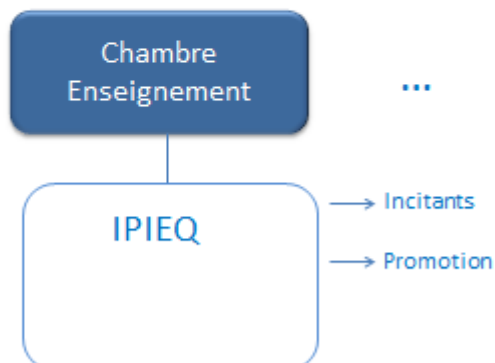 Chambre
Enseignement
...
IPIEQ
Incitants
Promotion